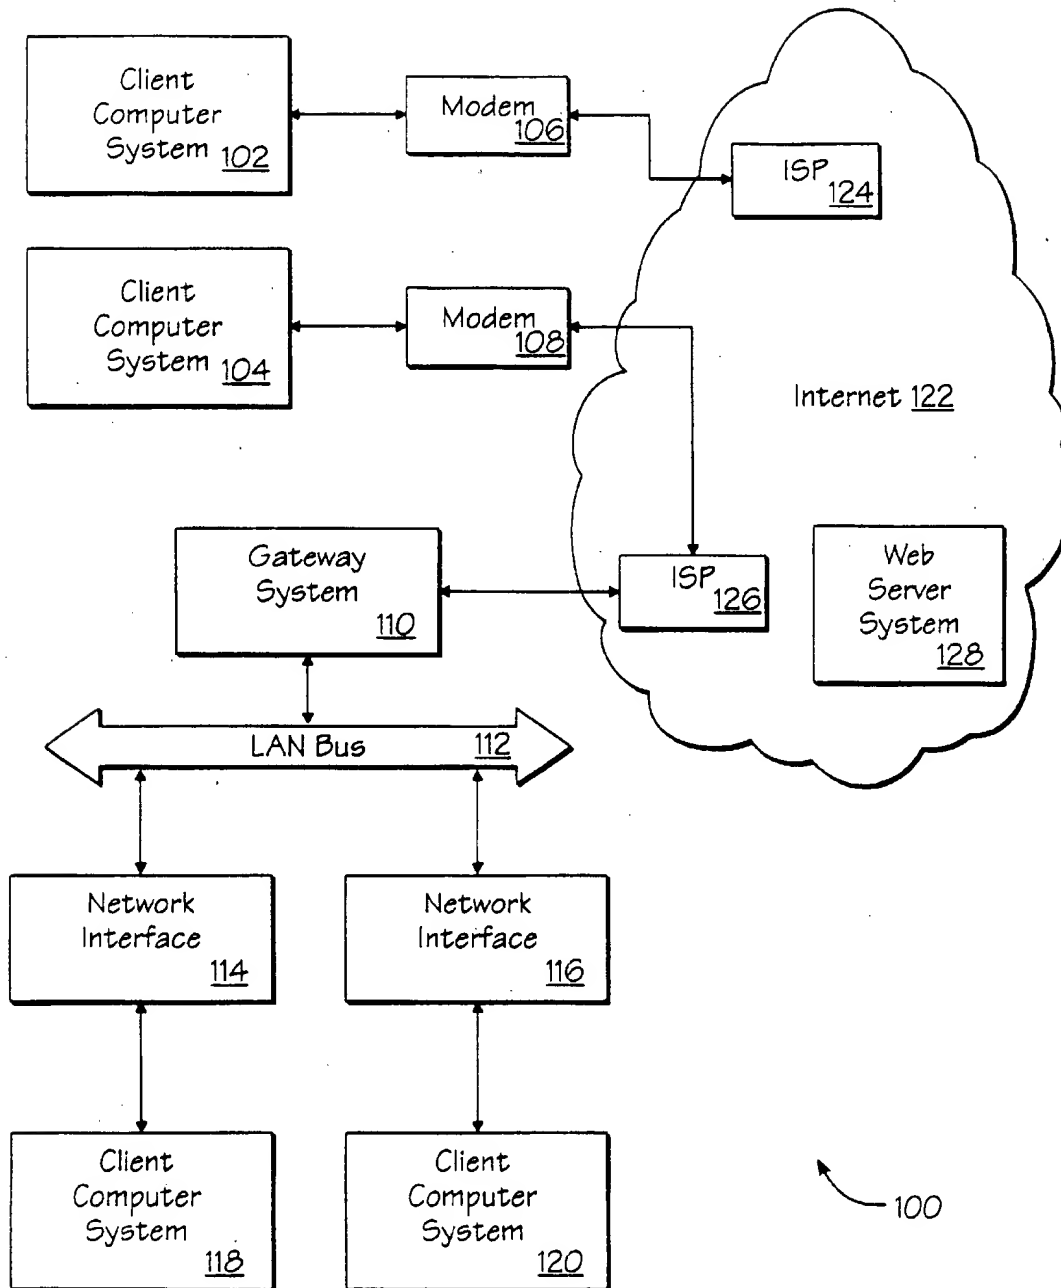 Client
Computer
System 102
Modem
106
ISP
124
Client
Computer
System 104
Modem
108
Internet 122
Gateway
System
110
ISP
126
Web
Server
System
128
LAN Bus 112
Network
Interface
114
Network
Interface
116
Client
Computer
System
118
Client
Computer
System
120
100